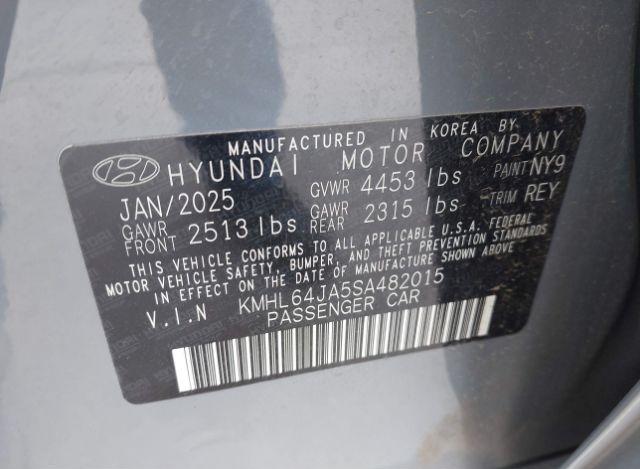 MANUFACTURED IN KOREA BY
HYUNDAI MOTOR COMPANY
JAN/2025 GVWR 4453 lbs PAINT NY9
GAWR FRONT 2513 lbs GAWR REAR 2315 lbs TRIM REY
THIS VEHICLE CONFORMS TO ALL APPLICABLE U.S.A. FEDERAL
MOTOR VEHICLE SAFETY, BUMPER, AND THEFT PREVENTION STANDARDS
IN EFFECT ON THE DATE OF MANUFACTURE SHOWN ABOVE
V.I.N KMHL64JA5SA482015
PASSENGER CAR